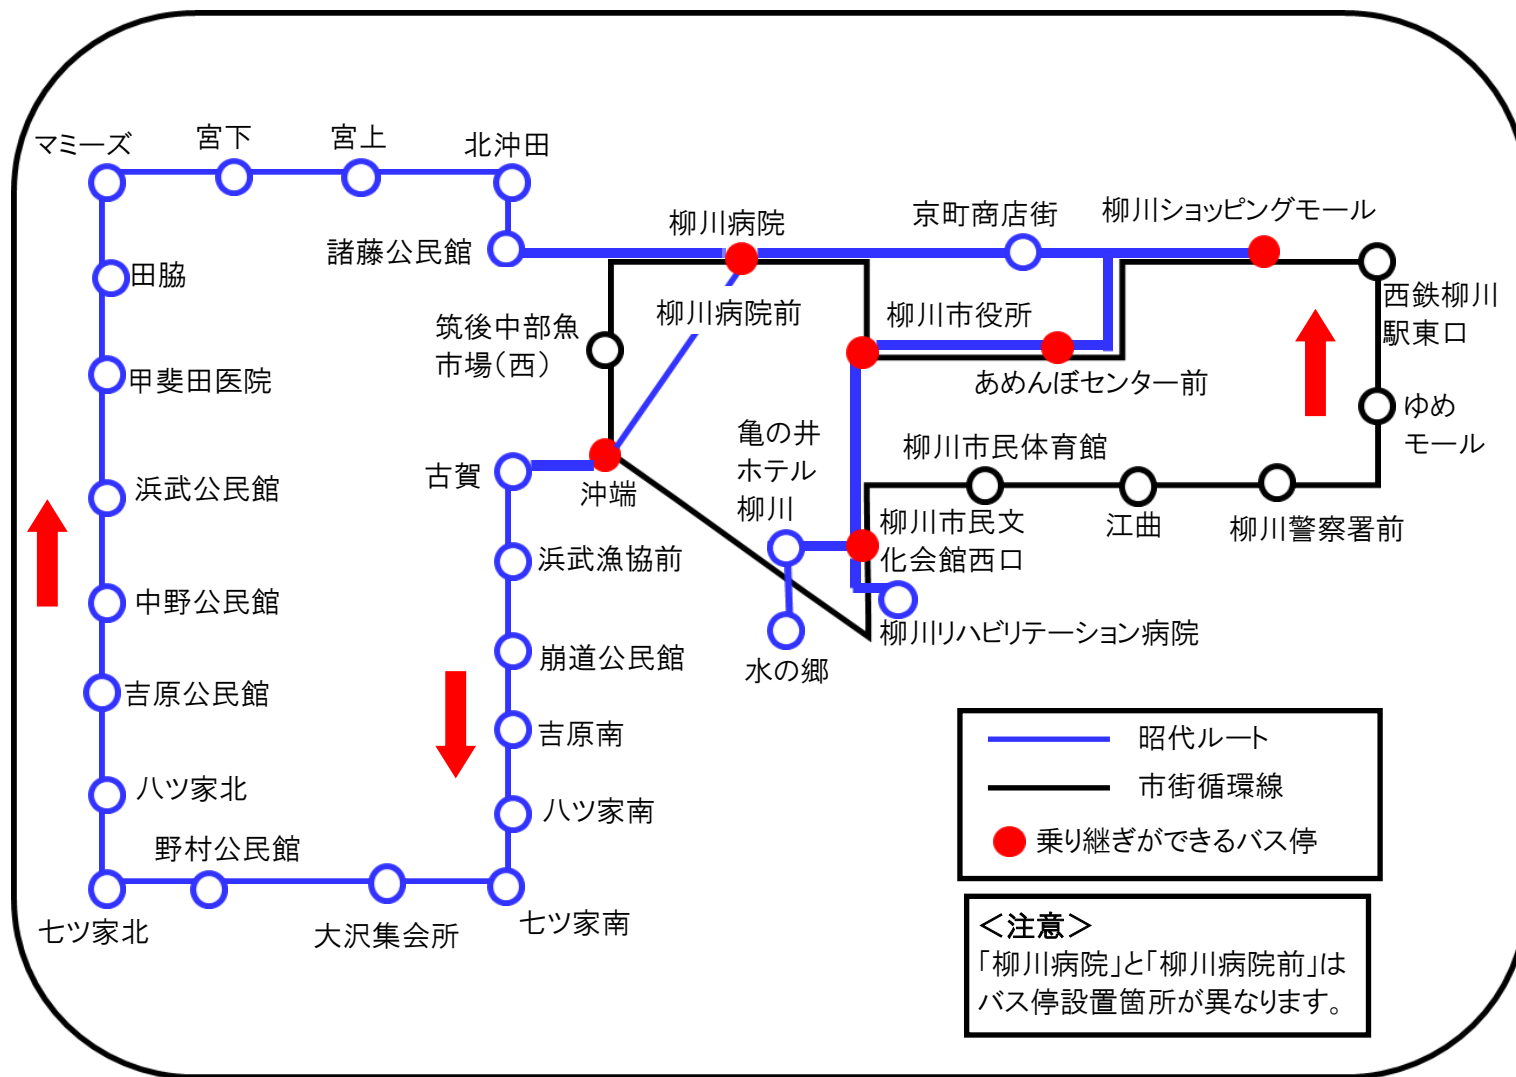 マミーズ
宮下
宮上
北沖田
諸藤公民館
柳川病院
京町商店街
柳川ショッピングモール
田脇
筑後中部魚
市場(西)
柳川病院前
柳川市役所
西鉄柳川
駅東口
甲斐田医院
あめんぼセンター前
ゆめ
モール
浜武公民館
古賀
沖端
亀の井
ホテル
柳川
柳川市民体育館
江曲
柳川警察署前
浜武漁協前
柳川市民文
化会館西口
中野公民館
崩道公民館
水の郷
柳川リハビリテーション病院
吉原公民館
吉原南
八ツ家北
八ツ家南
野村公民館
七ツ家北
大沢集会所
七ツ家南
昭代ルート
市街循環線
乗り継ぎができるバス停
<注意>
「柳川病院」と「柳川病院前」は
バス停設置箇所が異なります。